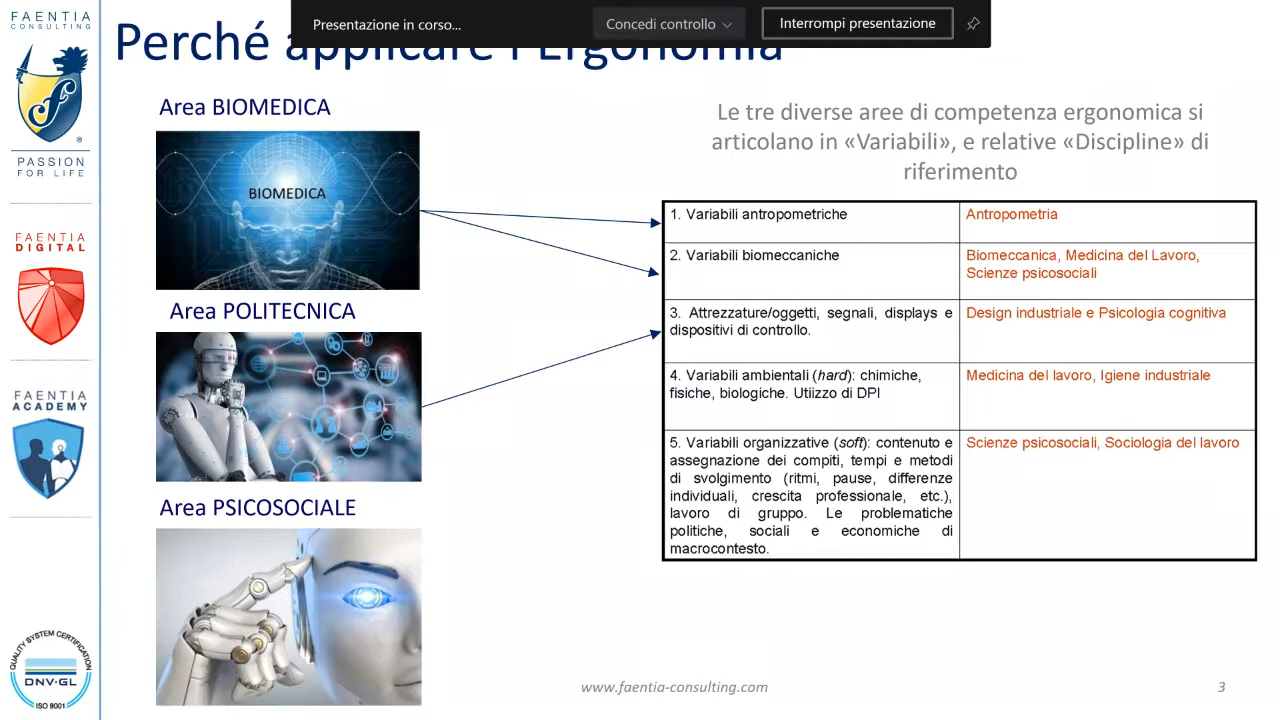 FAENTIA
CONSULTING
PASSION
FOR LIFE
FAENTIA
DIGITAL
FAENTIA
ACADEMY
QUALITY SYSTEM CERTIFICATION
DNV·GL
ISO 9001
Presentazione in corso...
Concedi controllo
Interrompi presentazione
Perché applicare l'Ergonomia
Area BIOMEDICA
BIOMEDICA
Area POLITECNICA
Area PSICOSOCIALE
Le tre diverse aree di competenza ergonomica si
articolano in «Variabili», e relative «Discipline» di
riferimento
1. Variabili antropometriche
Antropometria
2. Variabili biomeccaniche
Biomeccanica, Medicina del Lavoro,
Scienze psicosociali
3. Attrezzature/oggetti, segnali, displays e
dispositivi di controllo.
Design industriale e Psicologia cognitiva
4. Variabili ambientali (hard): chimiche,
fisiche, biologiche. Utiizzo di DPI
Medicina del lavoro, Igiene industriale
5. Variabili organizzative (soft): contenuto e
assegnazione dei compiti, tempi e metodi
di svolgimento (ritmi, pause, differenze
individuali, crescita professionale, etc.),
lavoro di gruppo. Le problematiche
politiche, sociali e economiche di
macrocontesto.
Scienze psicosociali, Sociologia del lavoro
www.faentia-consulting.com
3